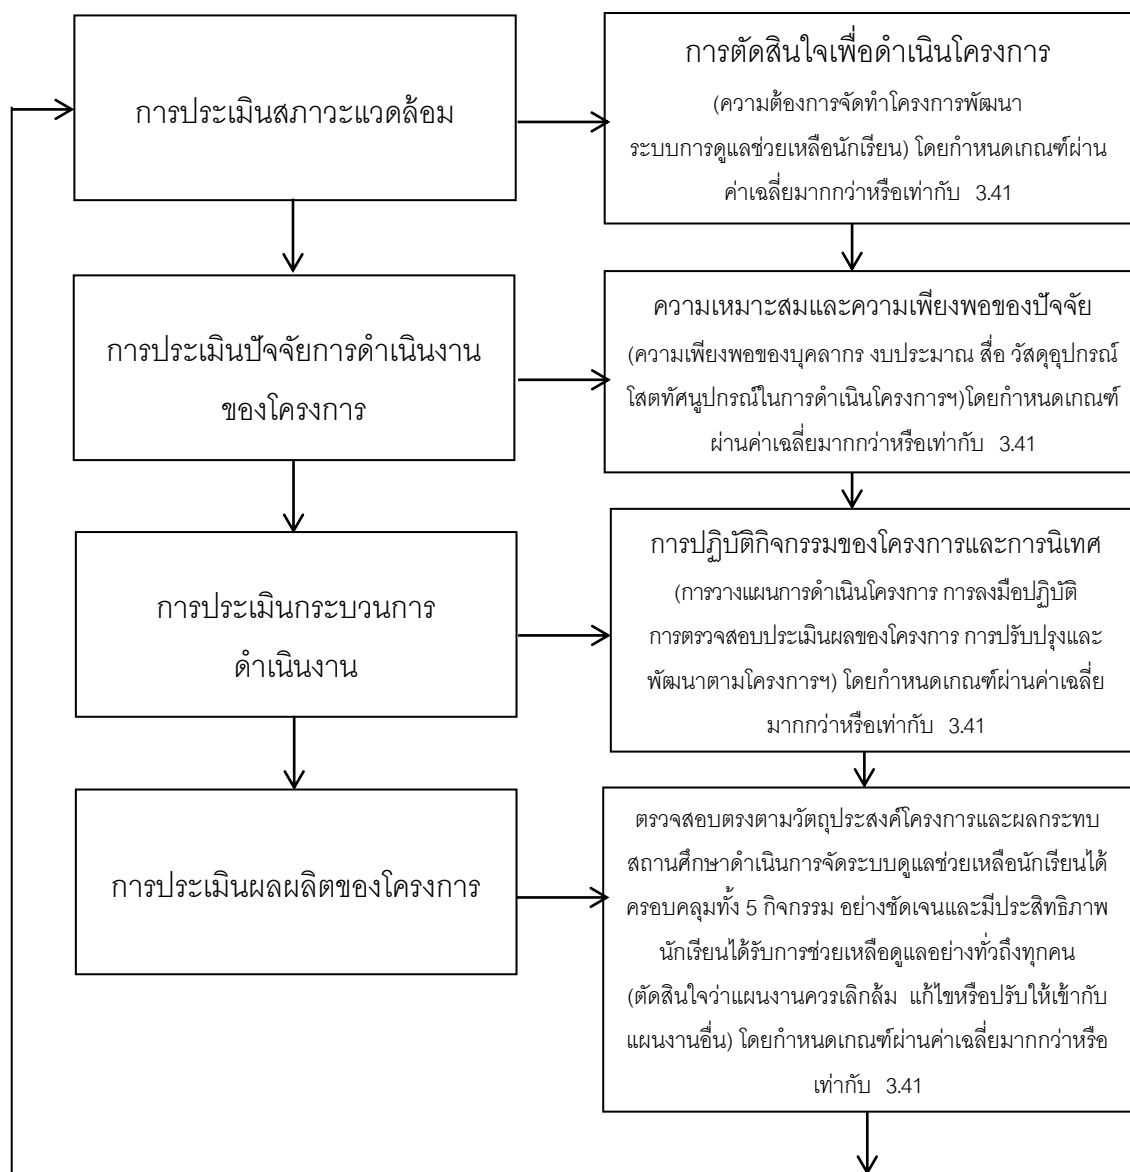 การประเมินสภาวะแวดล้อม
การตัดสินใจเพื่อดำเนินโครงการ
(ความต้องการจัดทำโครงการพัฒนา
ระบบการดูแลช่วยเหลือนักเรียน) โดยกำหนดเกณฑ์ผ่าน
ค่าเฉลี่ยมากกว่าหรือเท่ากับ 3.41
การประเมินปัจจัยการดำเนินงาน
ของโครงการ
ความเหมาะสมและความเพียงพอของปัจจัย
(ความเพียงพอของบุคลากร งบประมาณ สื่อ วัสดุอุปกรณ์
โสตทัศนูปกรณ์ในการดำเนินโครงการฯ)โดยกำหนดเกณฑ์
ผ่านค่าเฉลี่ยมากกว่าหรือเท่ากับ 3.41
การประเมินกระบวนการ
ดำเนินงาน
การปฏิบัติกิจกรรมของโครงการและการนิเทศ
(การวางแผนการดำเนินโครงการ การลงมือปฏิบัติ
การตรวจสอบประเมินผลของโครงการ การปรับปรุงและ
พัฒนาตามโครงการฯ) โดยกำหนดเกณฑ์ผ่านค่าเฉลี่ย
มากกว่าหรือเท่ากับ 3.41
การประเมินผลผลิตของโครงการ
ตรวจสอบตรงตามวัตถุประสงค์โครงการและผลกระทบ
สถานศึกษาดำเนินการจัดระบบดูแลช่วยเหลือนักเรียนได้
ครอบคลุมทั้ง 5 กิจกรรม อย่างชัดเจนและมีประสิทธิภาพ
นักเรียนได้รับการช่วยเหลือดูแลอย่างทั่วถึงทุกคน
(ตัดสินใจว่าแผนงานควรเลิกล้ม แก้ไขหรือปรับให้เข้ากับ
แผนงานอื่น) โดยกำหนดเกณฑ์ผ่านค่าเฉลี่ยมากกว่าหรือ
เท่ากับ 3.41